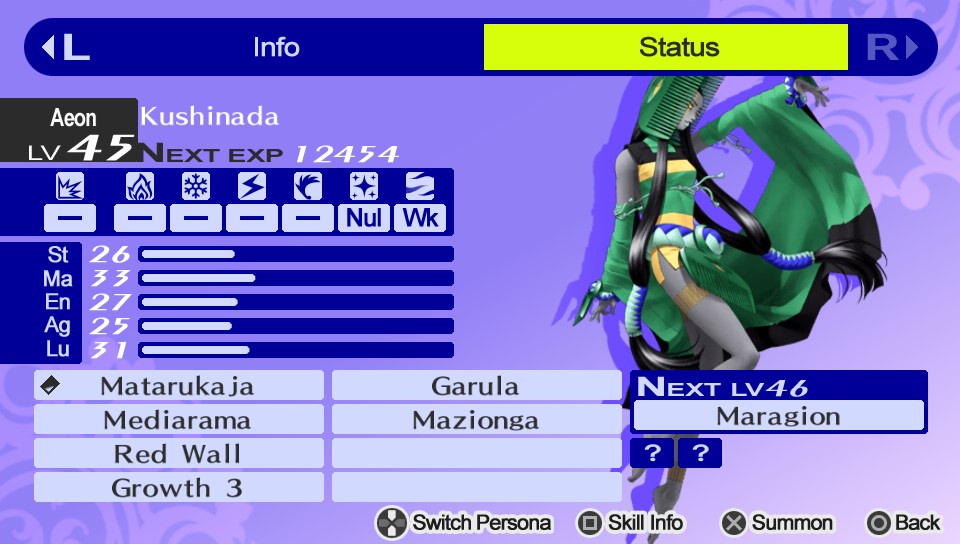 L Info Status R
Aeon Kushinada
LV 45 NEXT EXP 12454
— — — — — Nul Wk
St 26
Ma 33
En 27
Ag 25
Lu 31
Matarukaja Garula NEXT LV46
Mediarama Mazionga Maragion
Red Wall ? ?
Growth 3
Switch Persona Skill Info Summon Back